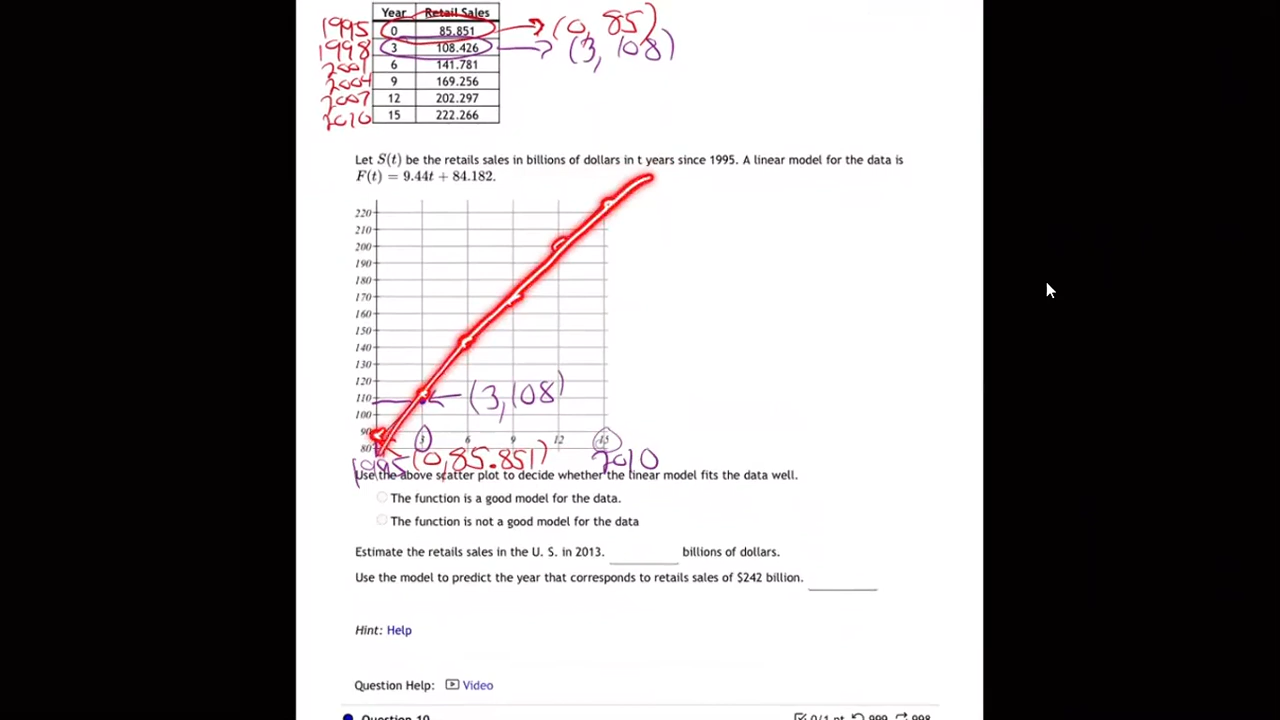 Year Retail Sales
1995 0 85.851 (0, 85)
1998 3 108.426 (3, 108)
2001 6 141.781
2004 9 169.256
2007 12 202.297
2010 15 222.266
Let S(t) be the retails sales in billions of dollars in t years since 1995. A linear model for the data is
F(t) = 9.44t + 84.182.
220
210
200
190
180
170
160
150
140
130
120
110 (3,108)
100
90
80 3 6 9 12 15
1995 (0,85.851) 2010
Use the above scatter plot to decide whether the linear model fits the data well.
The function is a good model for the data.
The function is not a good model for the data
Estimate the retails sales in the U. S. in 2013. billions of dollars.
Use the model to predict the year that corresponds to retails sales of $242 billion.
Hint: Help
Question Help: Video
Question 10 0/1 pt 999 998